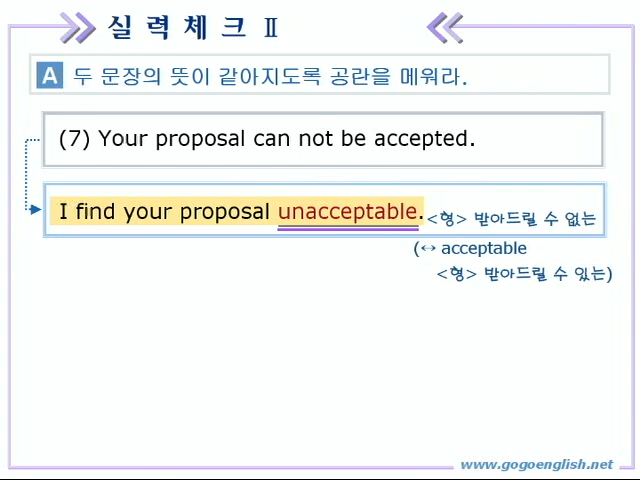 실 력 체 크 Ⅱ
A 두 문장의 뜻이 같아지도록 공란을 메워라.
(7) Your proposal can not be accepted.
I find your proposal unacceptable. <형> 받아드릴 수 없는
(↔ acceptable
<형> 받아드릴 수 있는)
www.gogoenglish.net